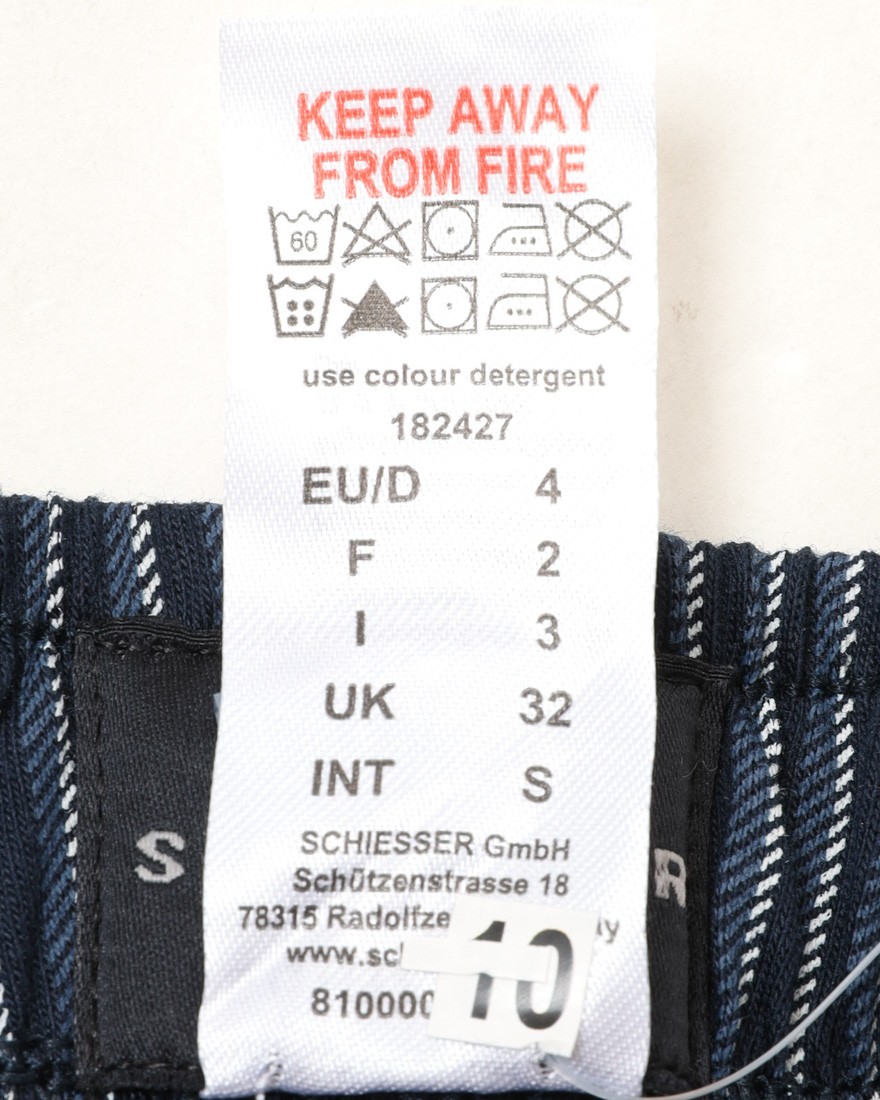 KEEP AWAY
FROM FIRE
60
use colour detergent
182427
EU/D 4
F 2
I 3
UK 32
INT S
SCHIESSER GmbH
Schützenstrasse 18
78315
10
S
R